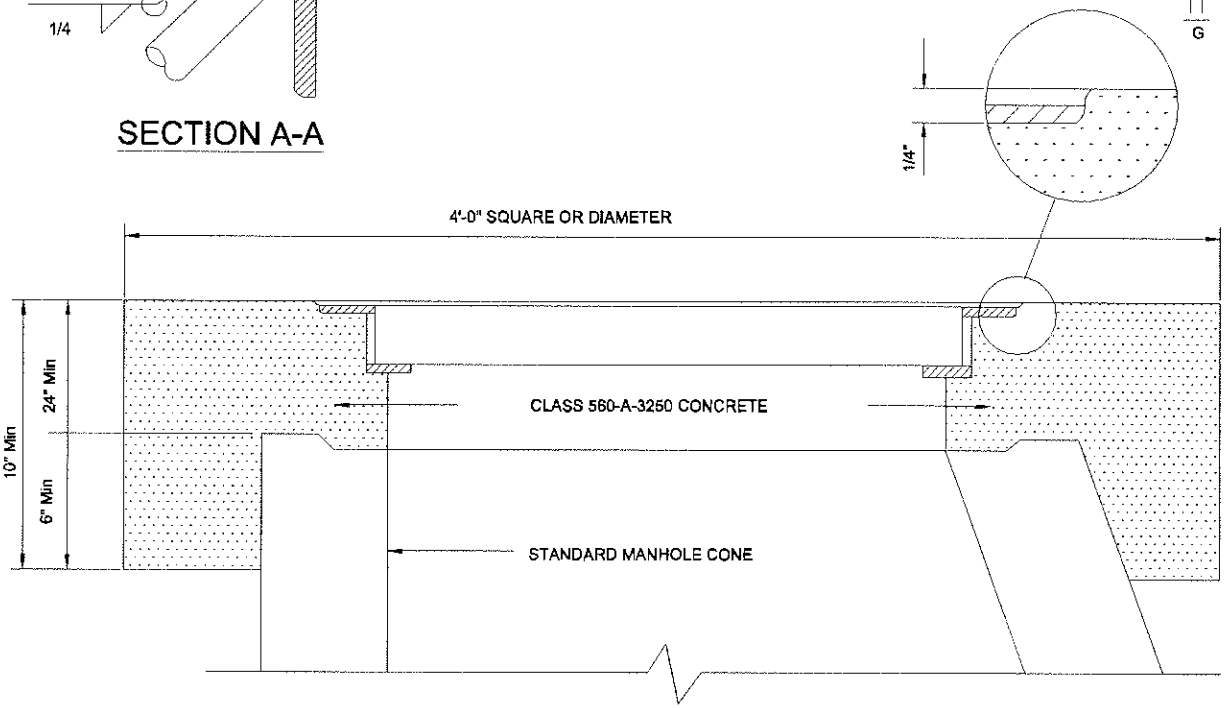 1/4
G
SECTION A-A
1/4"
4'-0" SQUARE OR DIAMETER
24" Min
10" Min
CLASS 560-A-3250 CONCRETE
6" Min
STANDARD MANHOLE CONE